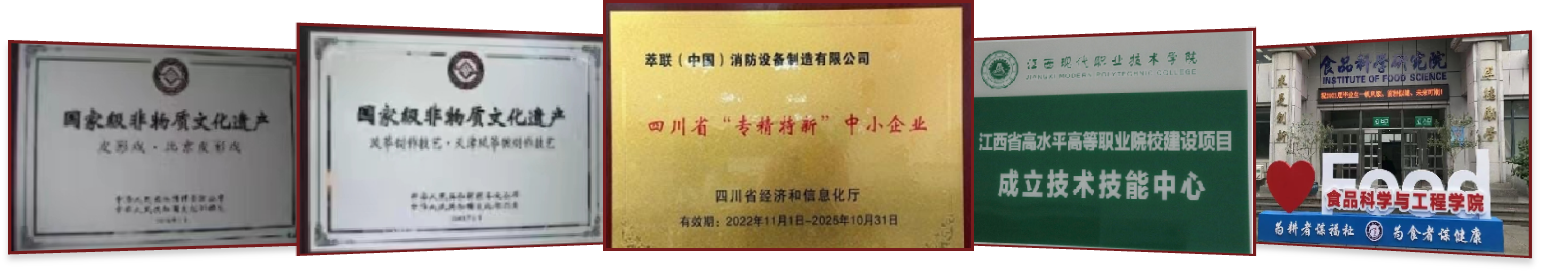 国家级非物质文化遗产
皮影戏·北京皮影戏
国家级非物质文化遗产
风筝制作技艺·天津风筝魏制作技艺
萃联（中国）消防设备制造有限公司
四川省“专精特新”中小企业
四川省经济和信息化厅
有效期：2022年11月1日-2025年10月31日
江西现代职业技术学院
JIANGXI MODERN POLYTECHNIC COLLEGE
江西省高水平高等职业院校建设项目
成立技术技能中心
食品科学研究院
INSTITUTE OF FOOD SCIENCE
求是创新
Food
食品科学与工程学院
为耕者谋福祉
为食者谋健康